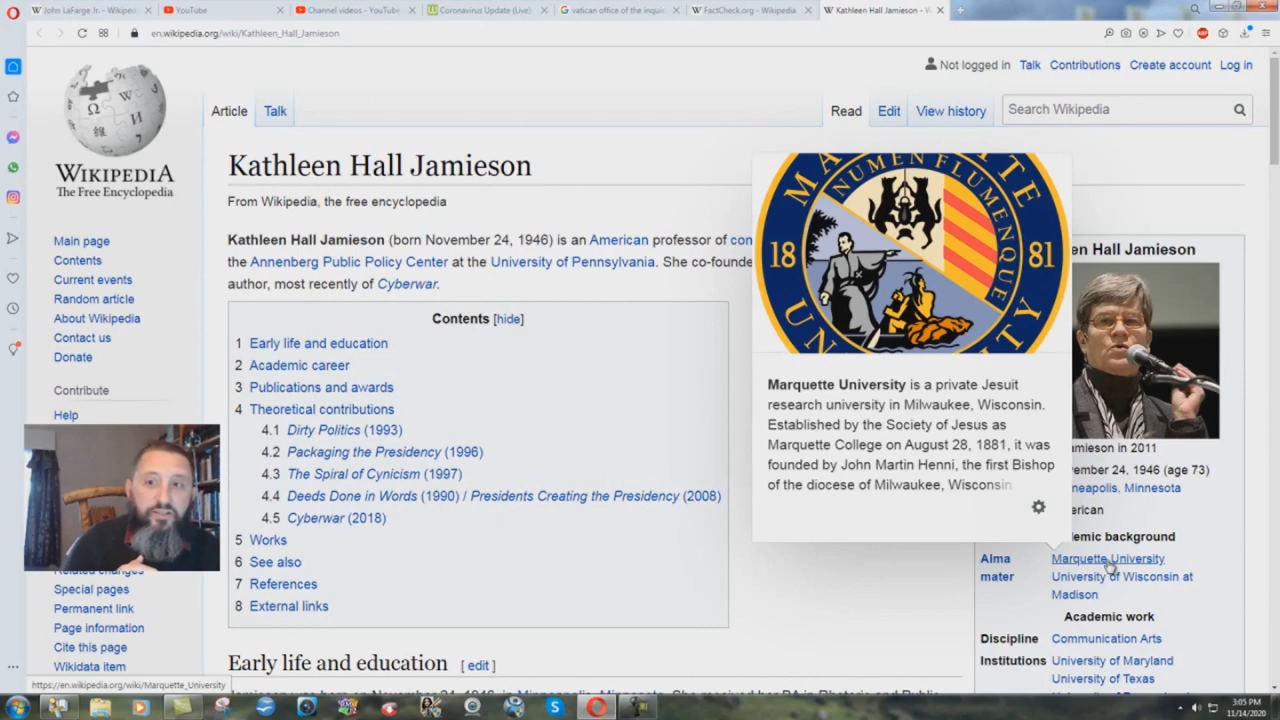 John LaFarge Jr. - Wikiped
YouTube
Channel videos - YouTube
Coronavirus Update (Live)
vatican office of the inquis
FactCheck.org - Wikipedia
Kathleen Hall Jamieson - W
en.wikipedia.org/wiki/Kathleen_Hall_Jamieson
ABP
WIKIPEDIA
The Free Encyclopedia
Not logged in Talk Contributions Create account Log in
Article Talk Read Edit View history Search Wikipedia
Main page
Contents
Current events
Random article
About Wikipedia
Contact us
Donate
Contribute
Help
Related changes
Special pages
Permanent link
Page information
Cite this page
Wikidata item
Kathleen Hall Jamieson
From Wikipedia, the free encyclopedia
Kathleen Hall Jamieson (born November 24, 1946) is an American professor of con
the Annenberg Public Policy Center at the University of Pennsylvania. She co-founde
author, most recently of Cyberwar.
Contents [hide]
1 Early life and education
2 Academic career
3 Publications and awards
4 Theoretical contributions
4.1 Dirty Politics (1993)
4.2 Packaging the Presidency (1996)
4.3 The Spiral of Cynicism (1997)
4.4 Deeds Done in Words (1990) / Presidents Creating the Presidency (2008)
4.5 Cyberwar (2018)
5 Works
6 See also
7 References
8 External links
Early life and education [ edit ]
NUMEN FLUMENQUE
18 81
Marquette University is a private Jesuit
research university in Milwaukee, Wisconsin.
Established by the Society of Jesus as
Marquette College on August 28, 1881, it was
founded by John Martin Henni, the first Bishop
of the diocese of Milwaukee, Wisconsin
en Hall Jamieson
amieson in 2011
vember 24, 1946 (age 73)
neapolis, Minnesota
erican
emic background
Alma mater
Marquette University
University of Wisconsin at
Madison
Academic work
Discipline Communication Arts
Institutions University of Maryland
University of Texas
https://en.wikipedia.org/wiki/Marquette_University
3:05 PM
11/14/2020